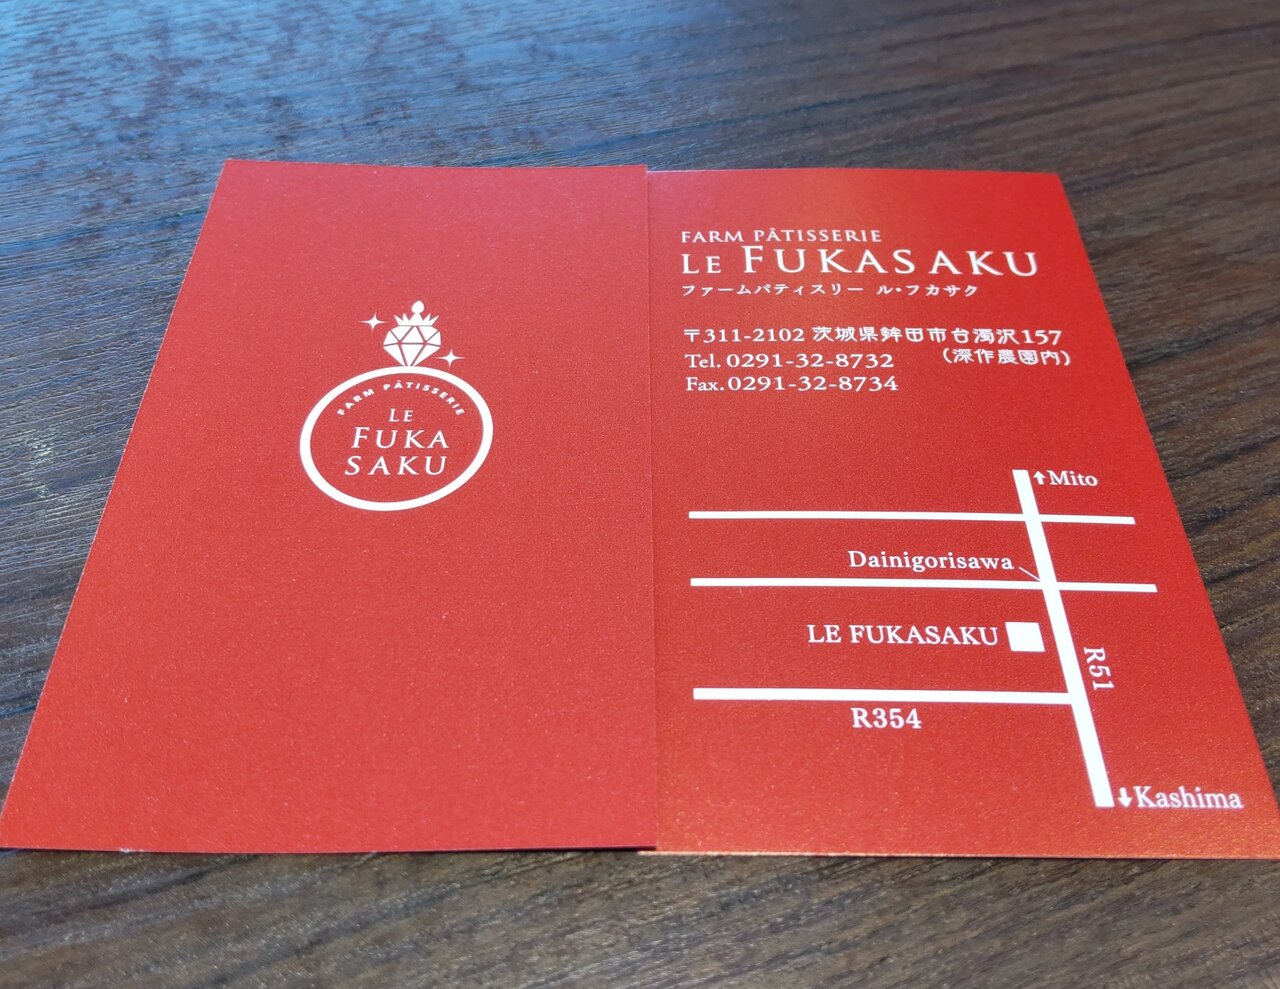 FARM PÂTISSERIE
LE
FUKA
SAKU
FARM PÂTISSERIE
LE FUKASAKU
ファームパティスリー ル・フカサク
〒311-2102 茨城県鉾田市台濁沢157
Tel. 0291-32-8732 (深作農園内)
Fax. 0291-32-8734
↑Mito
Dainigorisawa
LE FUKASAKU
R51
R354
↓Kashima